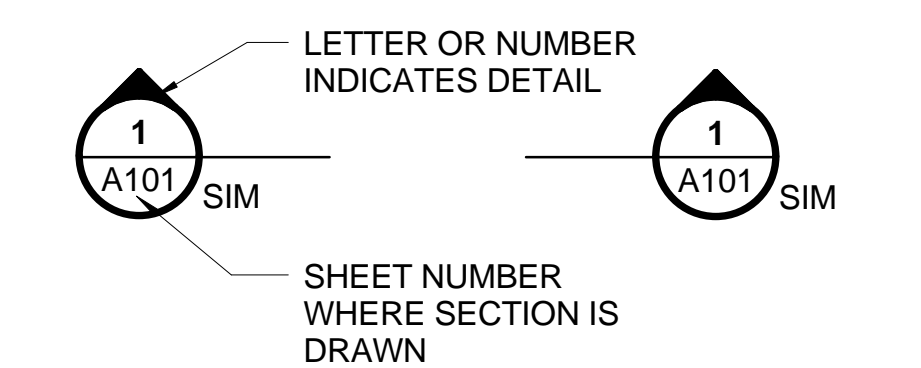 LETTER OR NUMBER
INDICATES DETAIL
1
A101
SIM
1
A101
SIM
SHEET NUMBER
WHERE SECTION IS
DRAWN